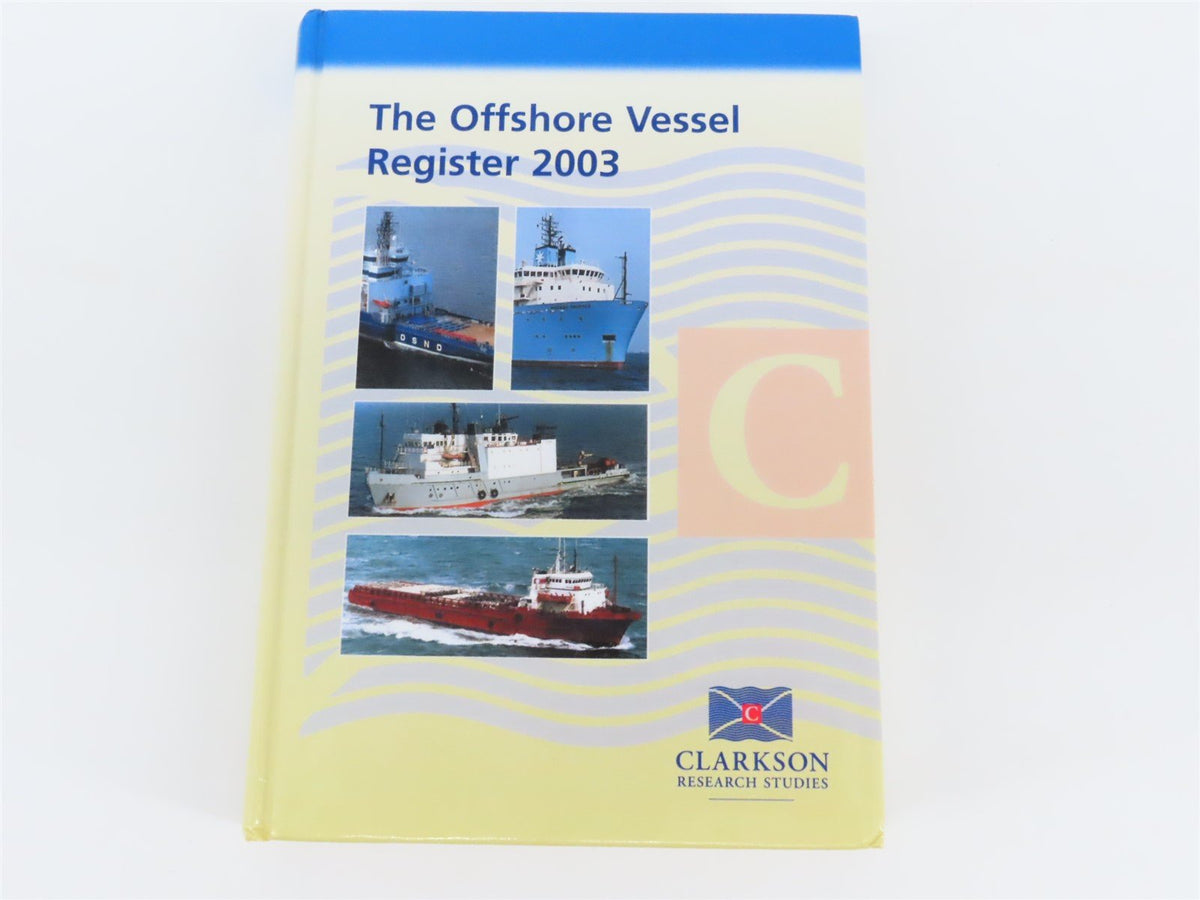 The Offshore Vessel
Register 2003
DSND
C
C
CLARKSON
RESEARCH STUDIES